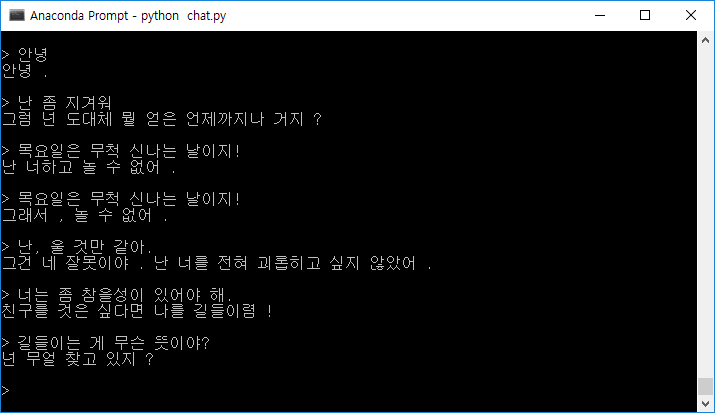 Anaconda Prompt - python  chat.py
> 안녕
안녕 .
> 난 좀 지겨워
그럼 넌 도대체 뭘 얻은 언제까지나 거지 ?
> 목요일은 무척 신나는 날이지!
난 너하고 놀 수 없어 .
> 목요일은 무척 신나는 날이지!
그래서 , 놀 수 없어 .
> 난, 울 것만 같아.
그건 네 잘못이야 . 난 너를 전혀 괴롭히고 싶지 않았어 .
> 너는 좀 참을성이 있어야 해.
친구를 것은 싶다면 나를 길들이렴 !
> 길들이는 게 무슨 뜻이야?
넌 무얼 찾고 있지 ?
>